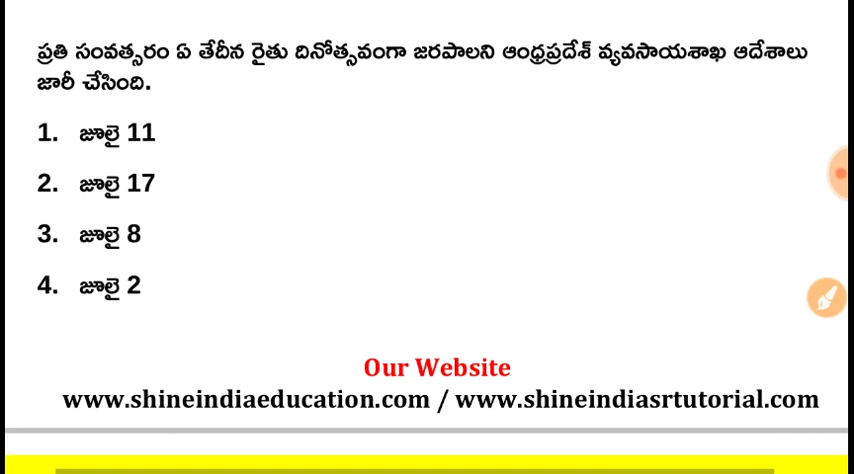 ప్రతి సంవత్సరం ఏ తేదీన రైతు దినోత్సవంగా జరపాలని ఆంధ్రప్రదేశ్ వ్యవసాయశాఖ ఆదేశాలు
జారీ చేసింది.
1. జూలై 11
2. జూలై 17
3. జూలై 8
4. జూలై 2
Our Website
www.shineindiaeducation.com / www.shineindiasrtutorial.com